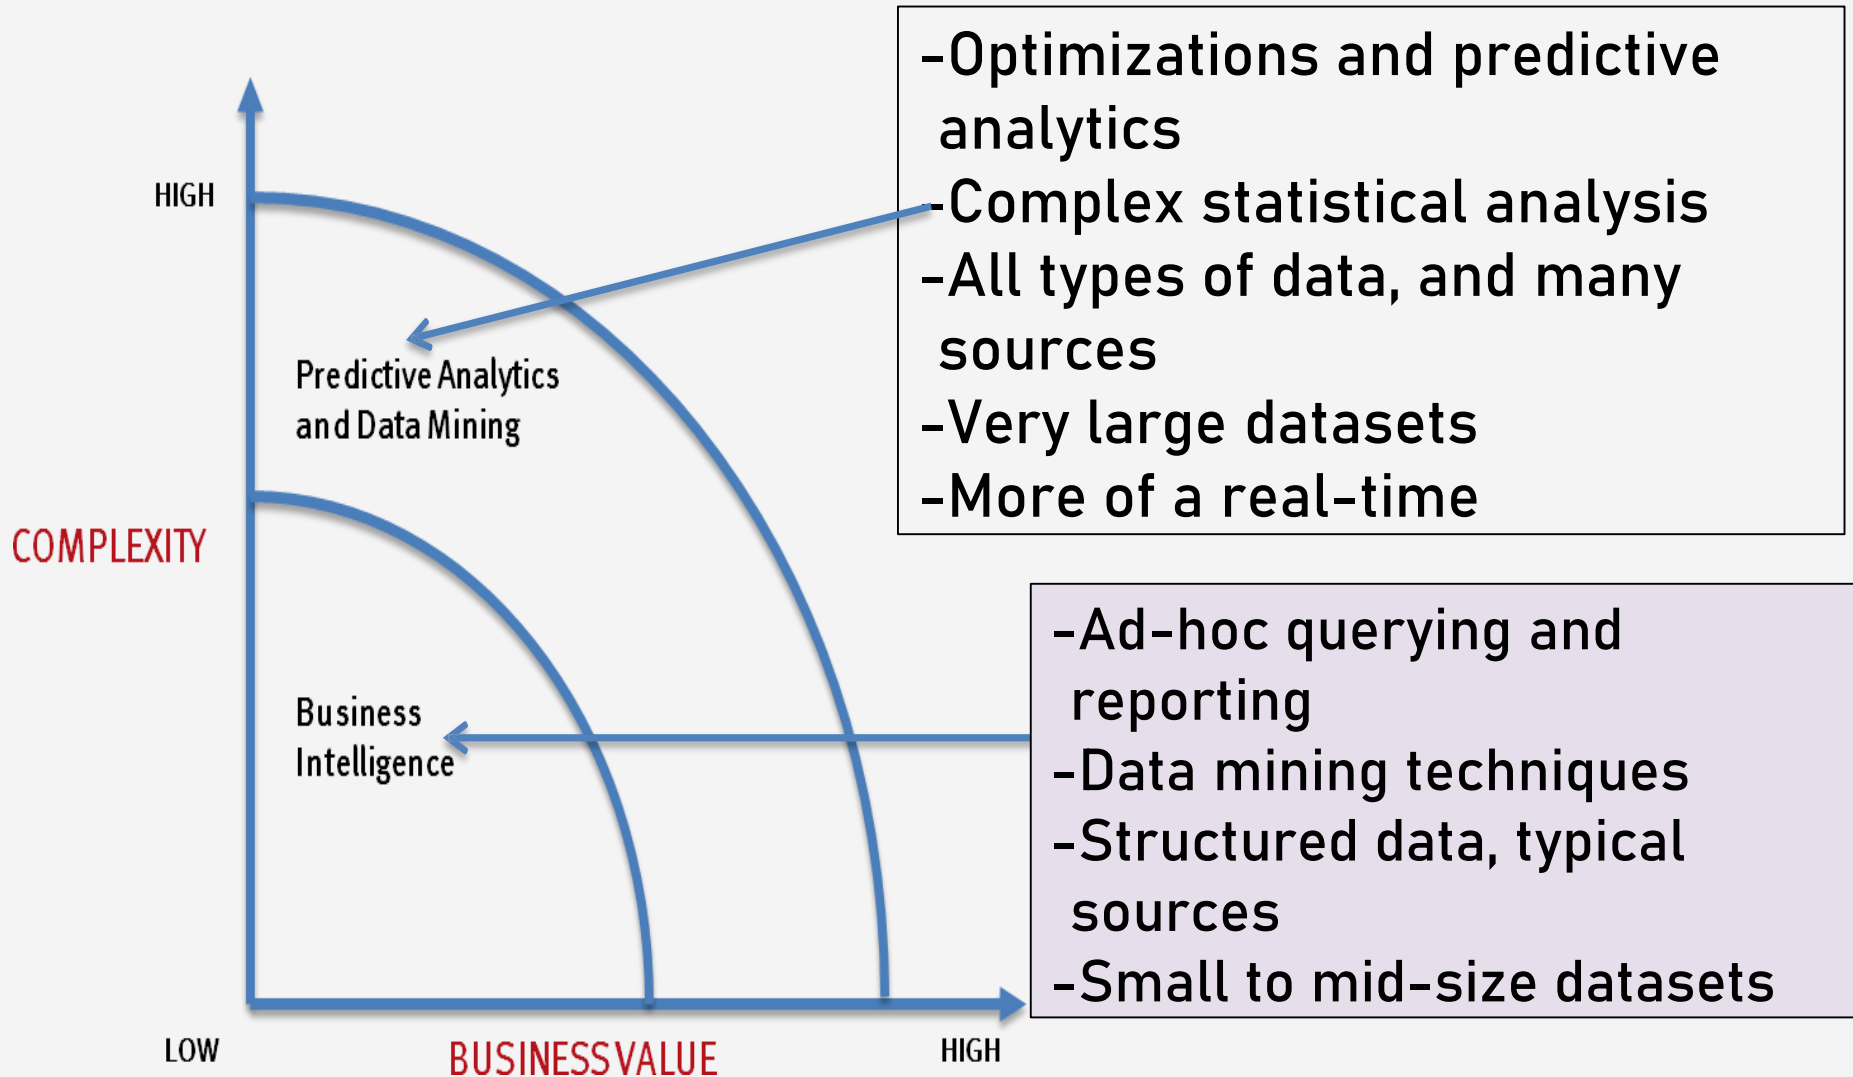 -Optimizations and predictive
analytics
-Complex statistical analysis
-All types of data, and many
sources
-Very large datasets
-More of a real-time
HIGH
Predictive Analytics
and Data Mining
COMPLEXITY
-Ad-hoc querying and
reporting
-Data mining techniques
-Structured data, typical
sources
-Small to mid-size datasets
Business
Intelligence
LOW
BUSINESS VALUE
HIGH